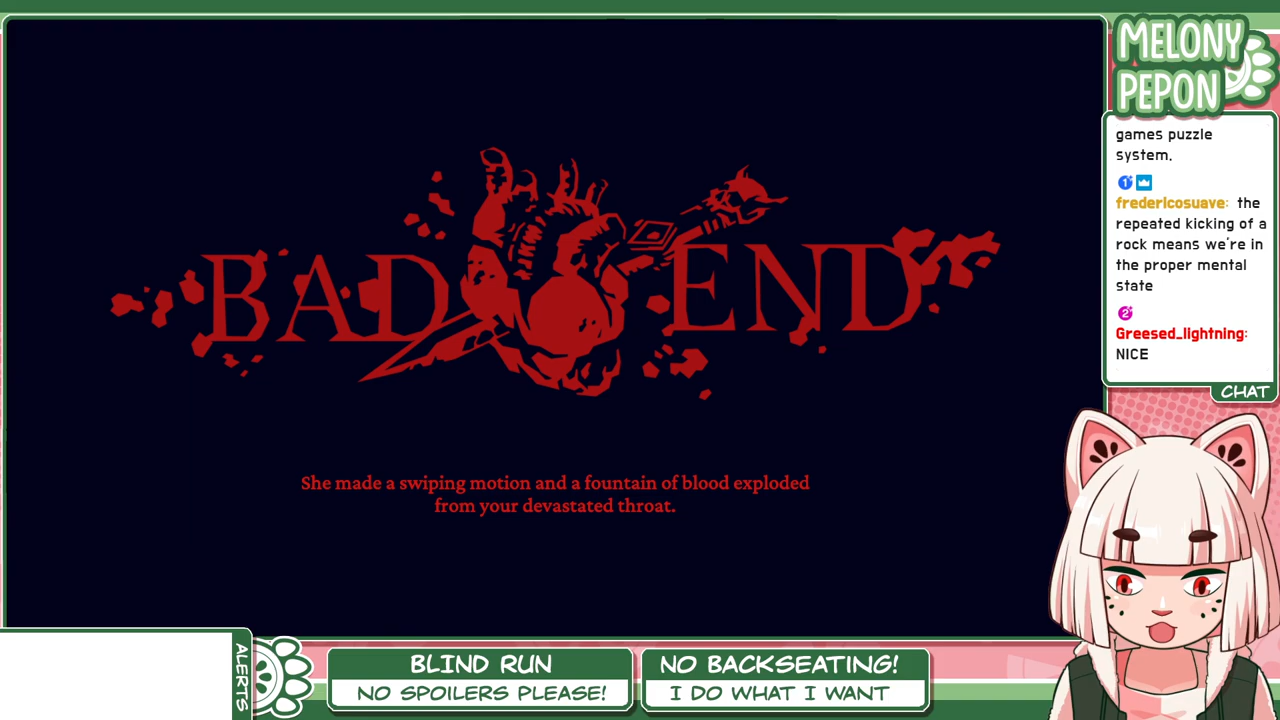 MELONY
PEPON
games puzzle
system.
fredericosuave: the
repeated kicking of a
rock means we're in
the proper mental
state
Greesed_lightning:
NICE
CHAT
BAD END
She made a swiping motion and a fountain of blood exploded
from your devastated throat.
ALERTS
BLIND RUN
NO SPOILERS PLEASE!
NO BACKSEATING!
I DO WHAT I WANT